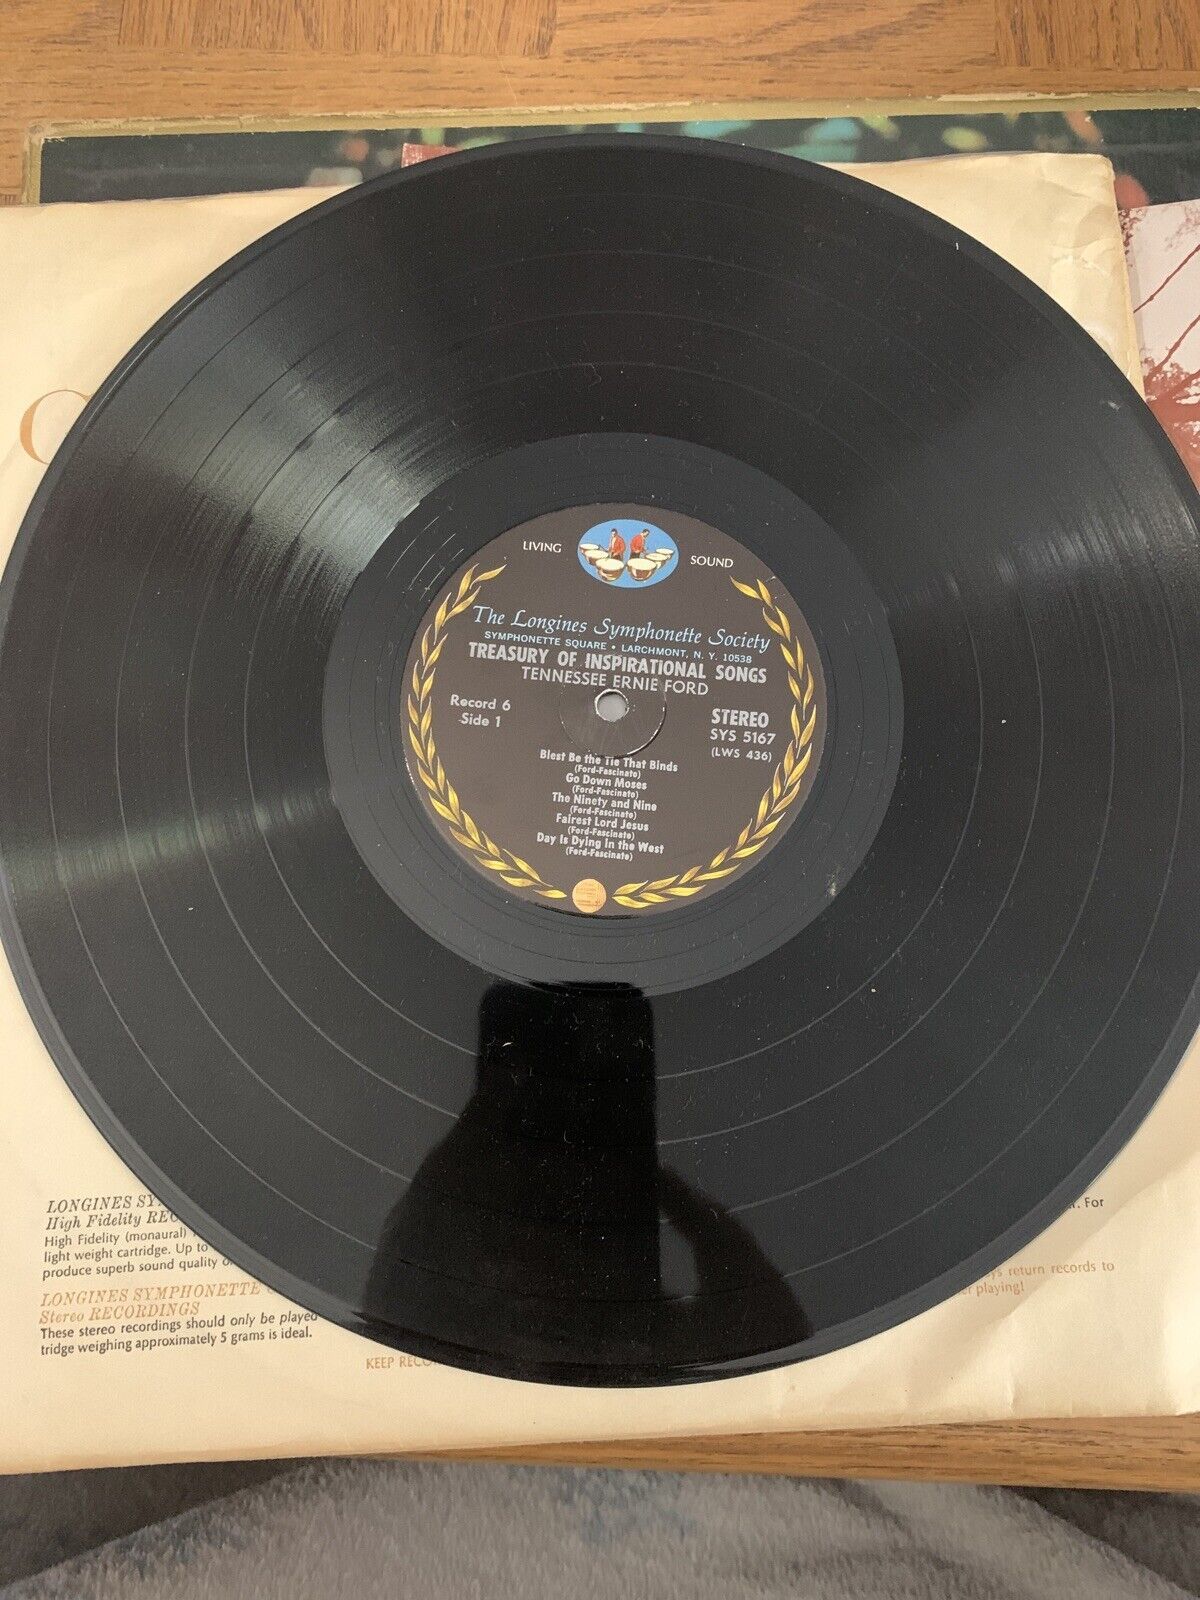 LIVING SOUND
The Longines Symphonette Society
SYMPHONETTE SQUARE • LARCHMONT, N. Y. 10538
TREASURY OF INSPIRATIONAL SONGS
TENNESSEE ERNIE FORD
Record 6
Side 1
STEREO
SYS 5167
(LWS 436)
Blest Be the Tie That Binds
(Ford-Fascinato)
Go Down Moses
(Ford-Fascinato)
The Ninety and Nine
(Ford-Fascinato)
Fairest Lord Jesus
(Ford-Fascinato)
Day Is Dying in the West
(Ford-Fascinato)
LONGINES SY
High Fidelity REC
High Fidelity (monaural)
light weight cartridge. Up to
produce superb sound quality
LONGINES SYMPHONETTE
Stereo RECORDINGS
These stereo recordings should only be played
tridge weighing approximately 5 grams is ideal.
KEEP RECO
. For
ys return records to
er playing!